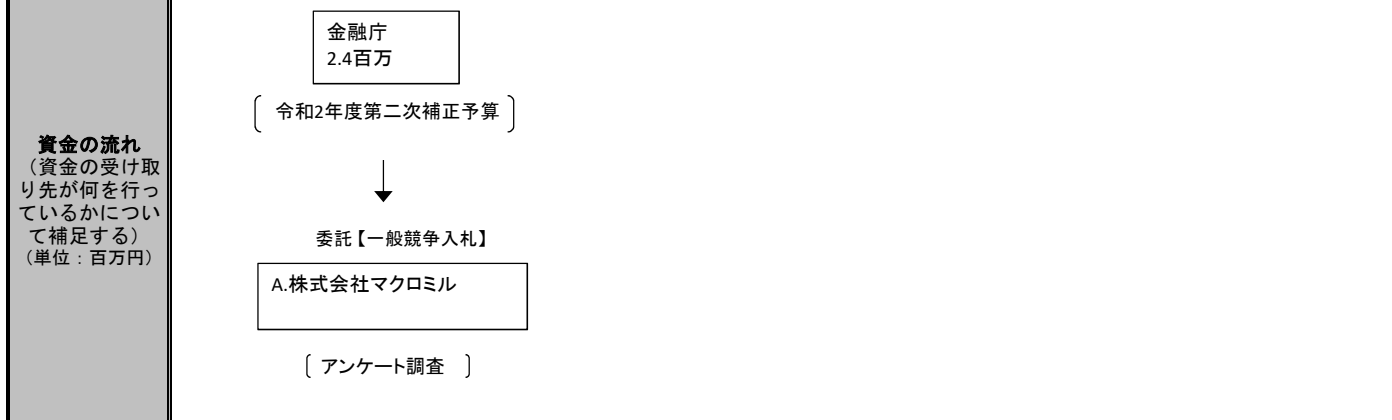 資金の流れ
（資金の受け取
り先が何を行っ
ているかについ
て補足する）
（単位：百万円）
金融庁
2.4百万
〔 令和2年度第二次補正予算 〕
委託【一般競争入札】
A.株式会社マクロミル
〔 アンケート調査 〕